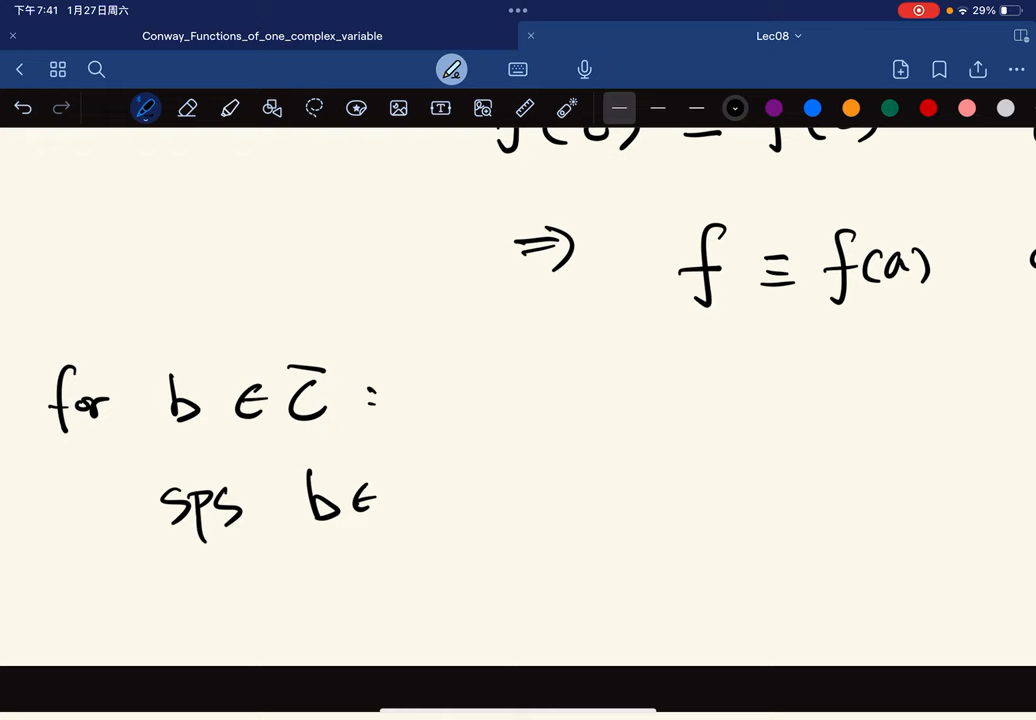 下午7:41 1月27日周六
29%
Conway_Functions_of_one_complex_variable
Lec08
⇒ f ≡ f(a)
for b ∈ C̅ :
sps b ∈